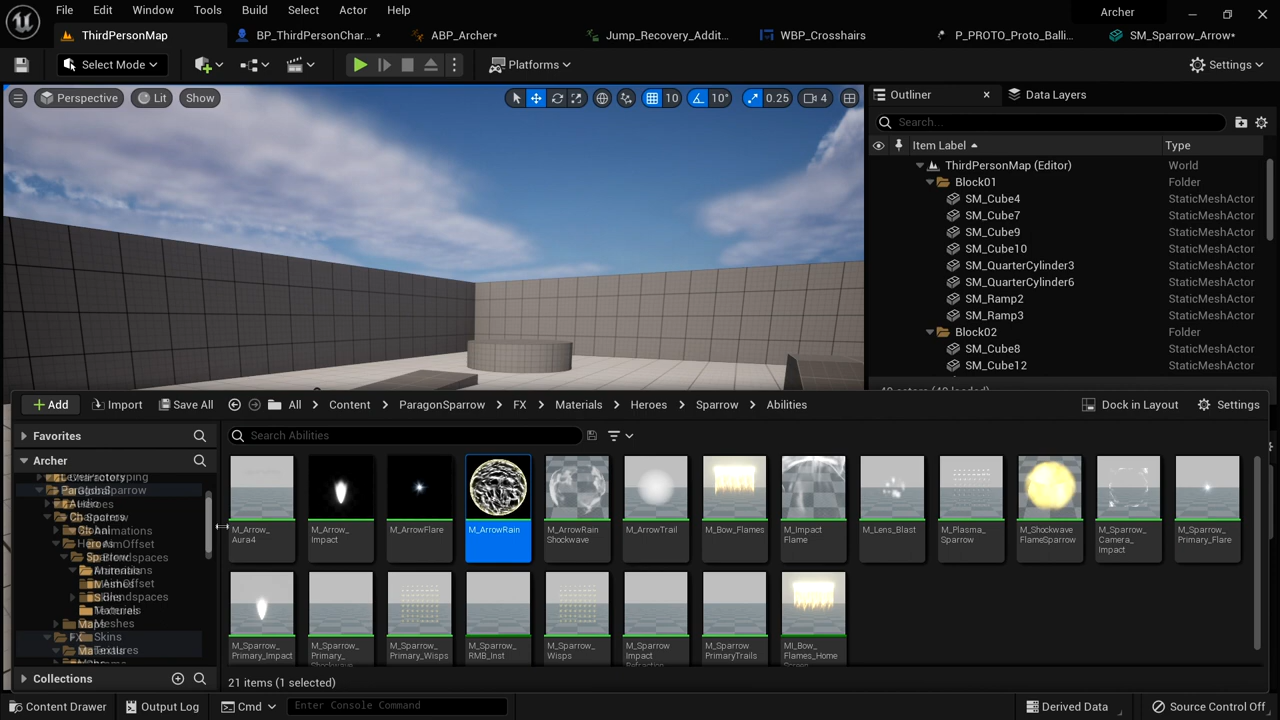 File Edit Window Tools Build Select Actor Help
Archer
ThirdPersonMap
BP_ThirdPersonChar... *
ABP_Archer*
Jump_Recovery_Addit...
WBP_Crosshairs
P_PROTO_Proto_Balli...
SM_Sparrow_Arrow*
Select Mode
Platforms
Settings
Perspective
Lit
Show
10
10°
0.25
4
Outliner
Data Layers
Search...
Item Label
Type
ThirdPersonMap (Editor) World
Block01 Folder
SM_Cube4 StaticMeshActor
SM_Cube7 StaticMeshActor
SM_Cube9 StaticMeshActor
SM_Cube10 StaticMeshActor
SM_QuarterCylinder3 StaticMeshActor
SM_QuarterCylinder6 StaticMeshActor
SM_Ramp2 StaticMeshActor
SM_Ramp3 StaticMeshActor
Block02 Folder
SM_Cube8 StaticMeshActor
SM_Cube12 StaticMeshActor
Add
Import
Save All
All
Content
ParagonSparrow
FX
Materials
Heroes
Sparrow
Abilities
Dock in Layout
Settings
Favorites
Search Abilities
Archer
Collections
M_Arrow_
Aura4
M_Arrow_
Impact
M_ArrowFlare
M_ArrowRain
M_ArrowRain
Shockwave
M_ArrowTrail
M_Bow_Flames
M_Impact
Flame
M_Lens_Blast
M_Plasma_
Sparrow
M_Shockwave
FlameSparrow
M_Sparrow_
Camera_
Impact
M_Sparrow_
Primary_Flare
M_Sparrow_
Primary_Impact
M_Sparrow_
Primary_
Shockwave
M_Sparrow_
Primary_Wisps
M_Sparrow_
RMB_Inst
M_Sparrow_
Wisps
M_Sparrow
Impact
Refraction
M_Sparrow
PrimaryTrails
MI_Bow_
Flames_Home
Screen
21 items (1 selected)
Content Drawer
Output Log
Cmd
Enter Console Command
Derived Data
Source Control Off